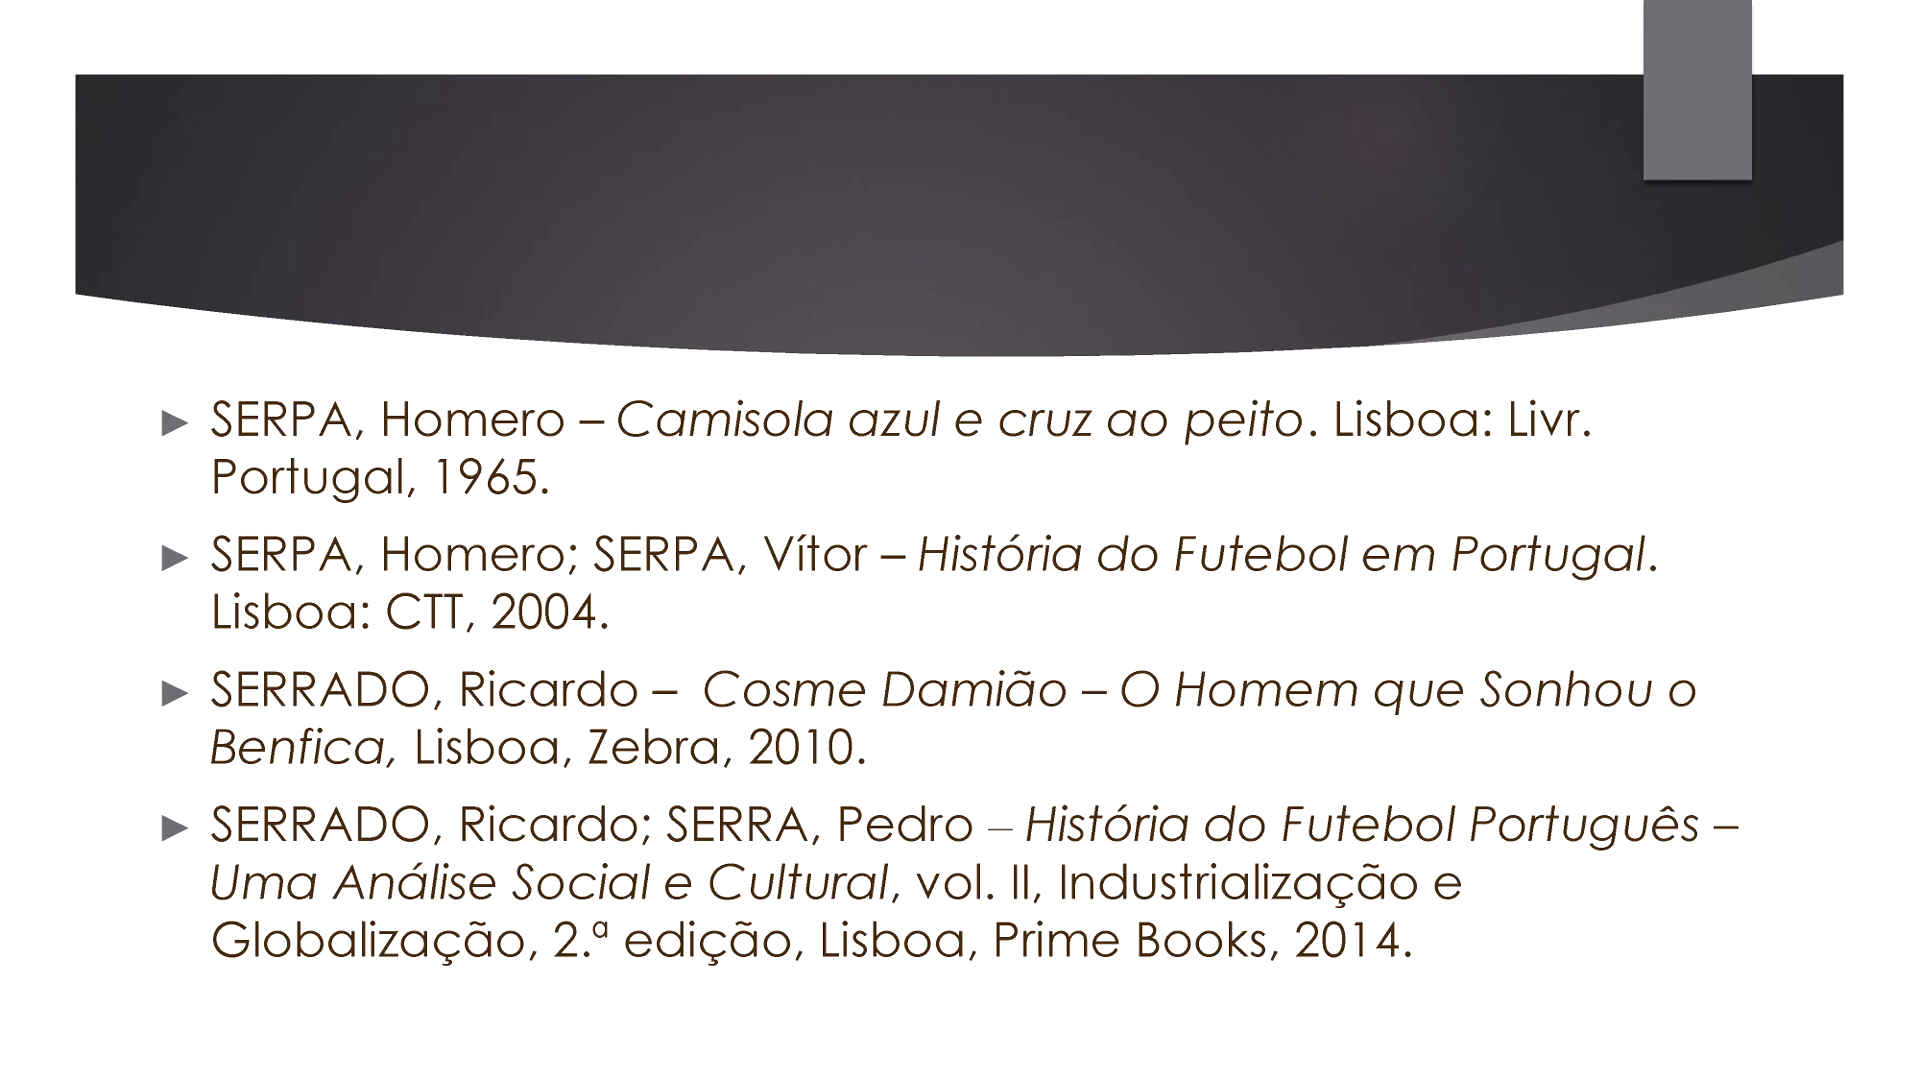 ► SERPA, Homero – Camisola azul e cruz ao peito. Lisboa: Livr.
Portugal, 1965.
► SERPA, Homero; SERPA, Vítor – História do Futebol em Portugal.
Lisboa: CTT, 2004.
► SERRADO, Ricardo –  Cosme Damião – O Homem que Sonhou o
Benfica, Lisboa, Zebra, 2010.
► SERRADO, Ricardo; SERRA, Pedro – História do Futebol Português –
Uma Análise Social e Cultural, vol. II, Industrialização e
Globalização, 2.ª edição, Lisboa, Prime Books, 2014.